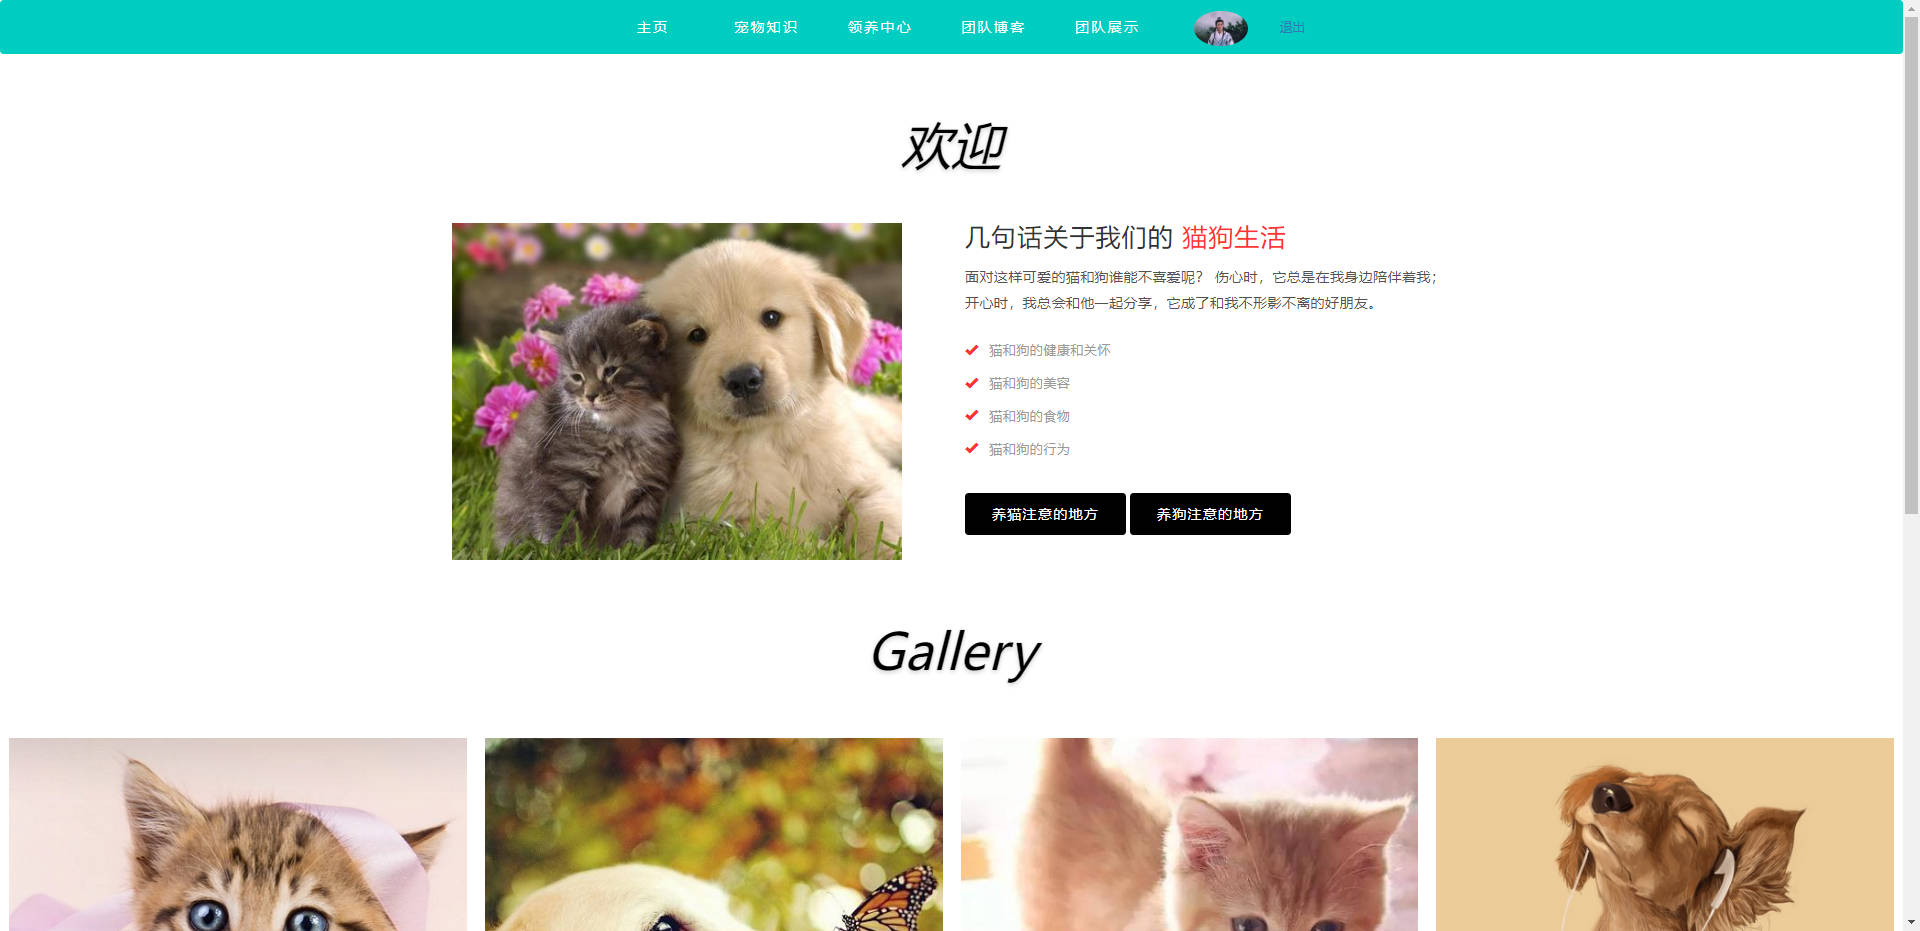 主页 宠物知识 领养中心 团队博客 团队展示 退出
欢迎
几句话关于我们的 猫狗生活
面对这样可爱的猫和狗谁能不喜爱呢？ 伤心时，它总是在我身边陪伴着我；
开心时，我总会和他一起分享，它成了和我不形影不离的好朋友。
猫和狗的健康和关怀
猫和狗的美容
猫和狗的食物
猫和狗的行为
养猫注意的地方 养狗注意的地方
Gallery